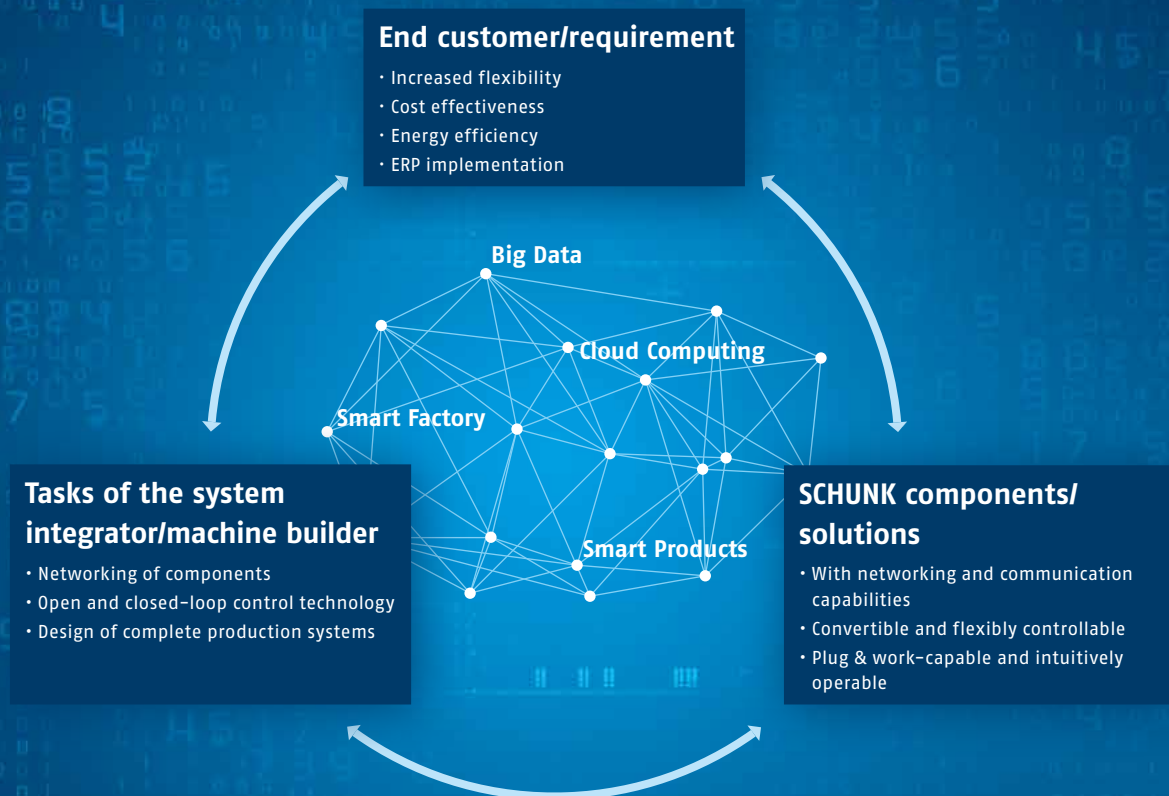 End customer/requirement
· Increased flexibility
· Cost effectiveness
· Energy efficiency
· ERP implementation
Big Data
Cloud Computing
Smart Factory
Smart Products
Tasks of the system
integrator/machine builder
· Networking of components
· Open and closed-loop control technology
· Design of complete production systems
SCHUNK components/
solutions
· With networking and communication
capabilities
· Convertible and flexibly controllable
· Plug & work-capable and intuitively
operable